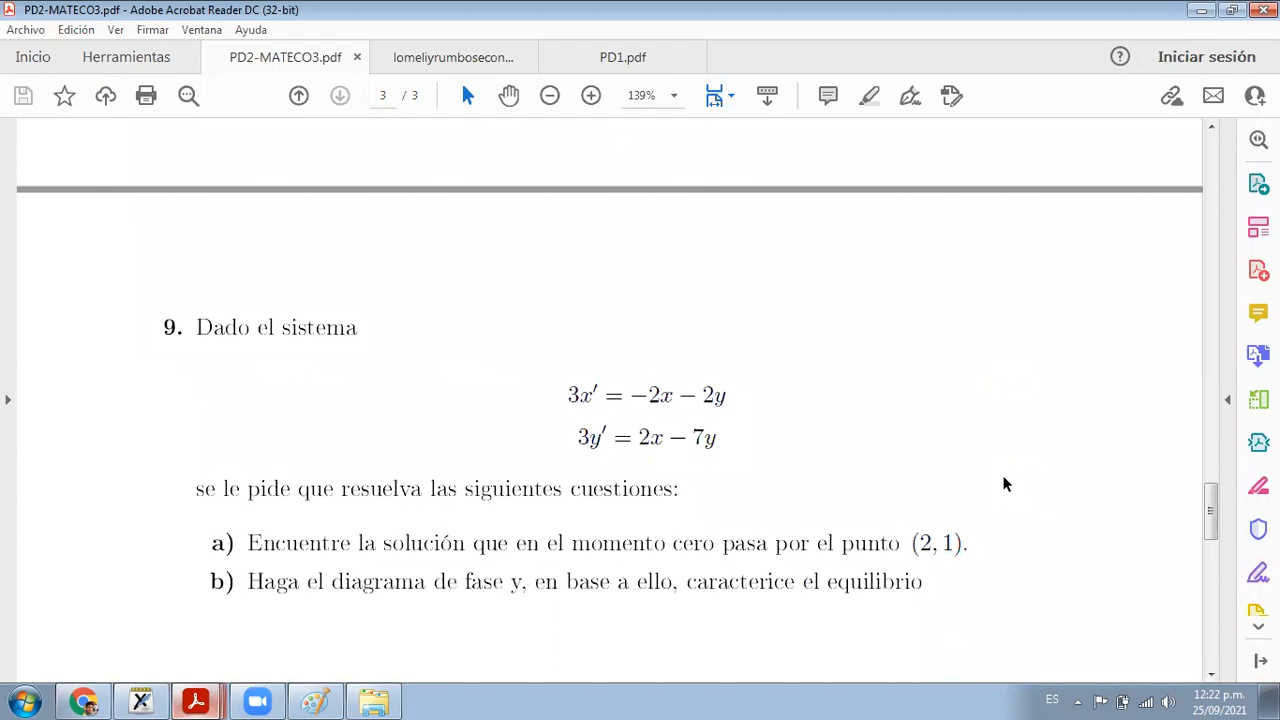 PD2-MATECO3.pdf - Adobe Acrobat Reader DC (32-bit)
Archivo Edición Ver Firmar Ventana Ayuda
Inicio Herramientas PD2-MATECO3.pdf × lomeliyrumbosecon... PD1.pdf ? Iniciar sesión
3 / 3 139%
9. Dado el sistema
3x′ = −2x − 2y
3y′ = 2x − 7y
se le pide que resuelva las siguientes cuestiones:
a) Encuentre la solución que en el momento cero pasa por el punto (2, 1).
b) Haga el diagrama de fase y, en base a ello, caracterice el equilibrio
ES 12:22 p.m.
25/09/2021